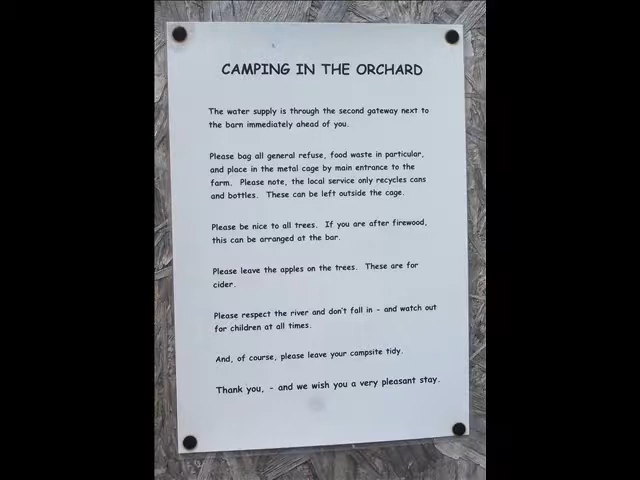 CAMPING IN THE ORCHARD
The water supply is through the second gateway next to
the barn immediately ahead of you.
Please bag all general refuse, food waste in particular,
and place in the metal cage by main entrance to the
farm. Please note, the local service only recycles cans
and bottles. These can be left outside the cage.
Please be nice to all trees. If you are after firewood,
this can be arranged at the bar.
Please leave the apples on the trees. These are for
cider.
Please respect the river and don't fall in - and watch out
for children at all times.
And, of course, please leave your campsite tidy.
Thank you, - and we wish you a very pleasant stay.